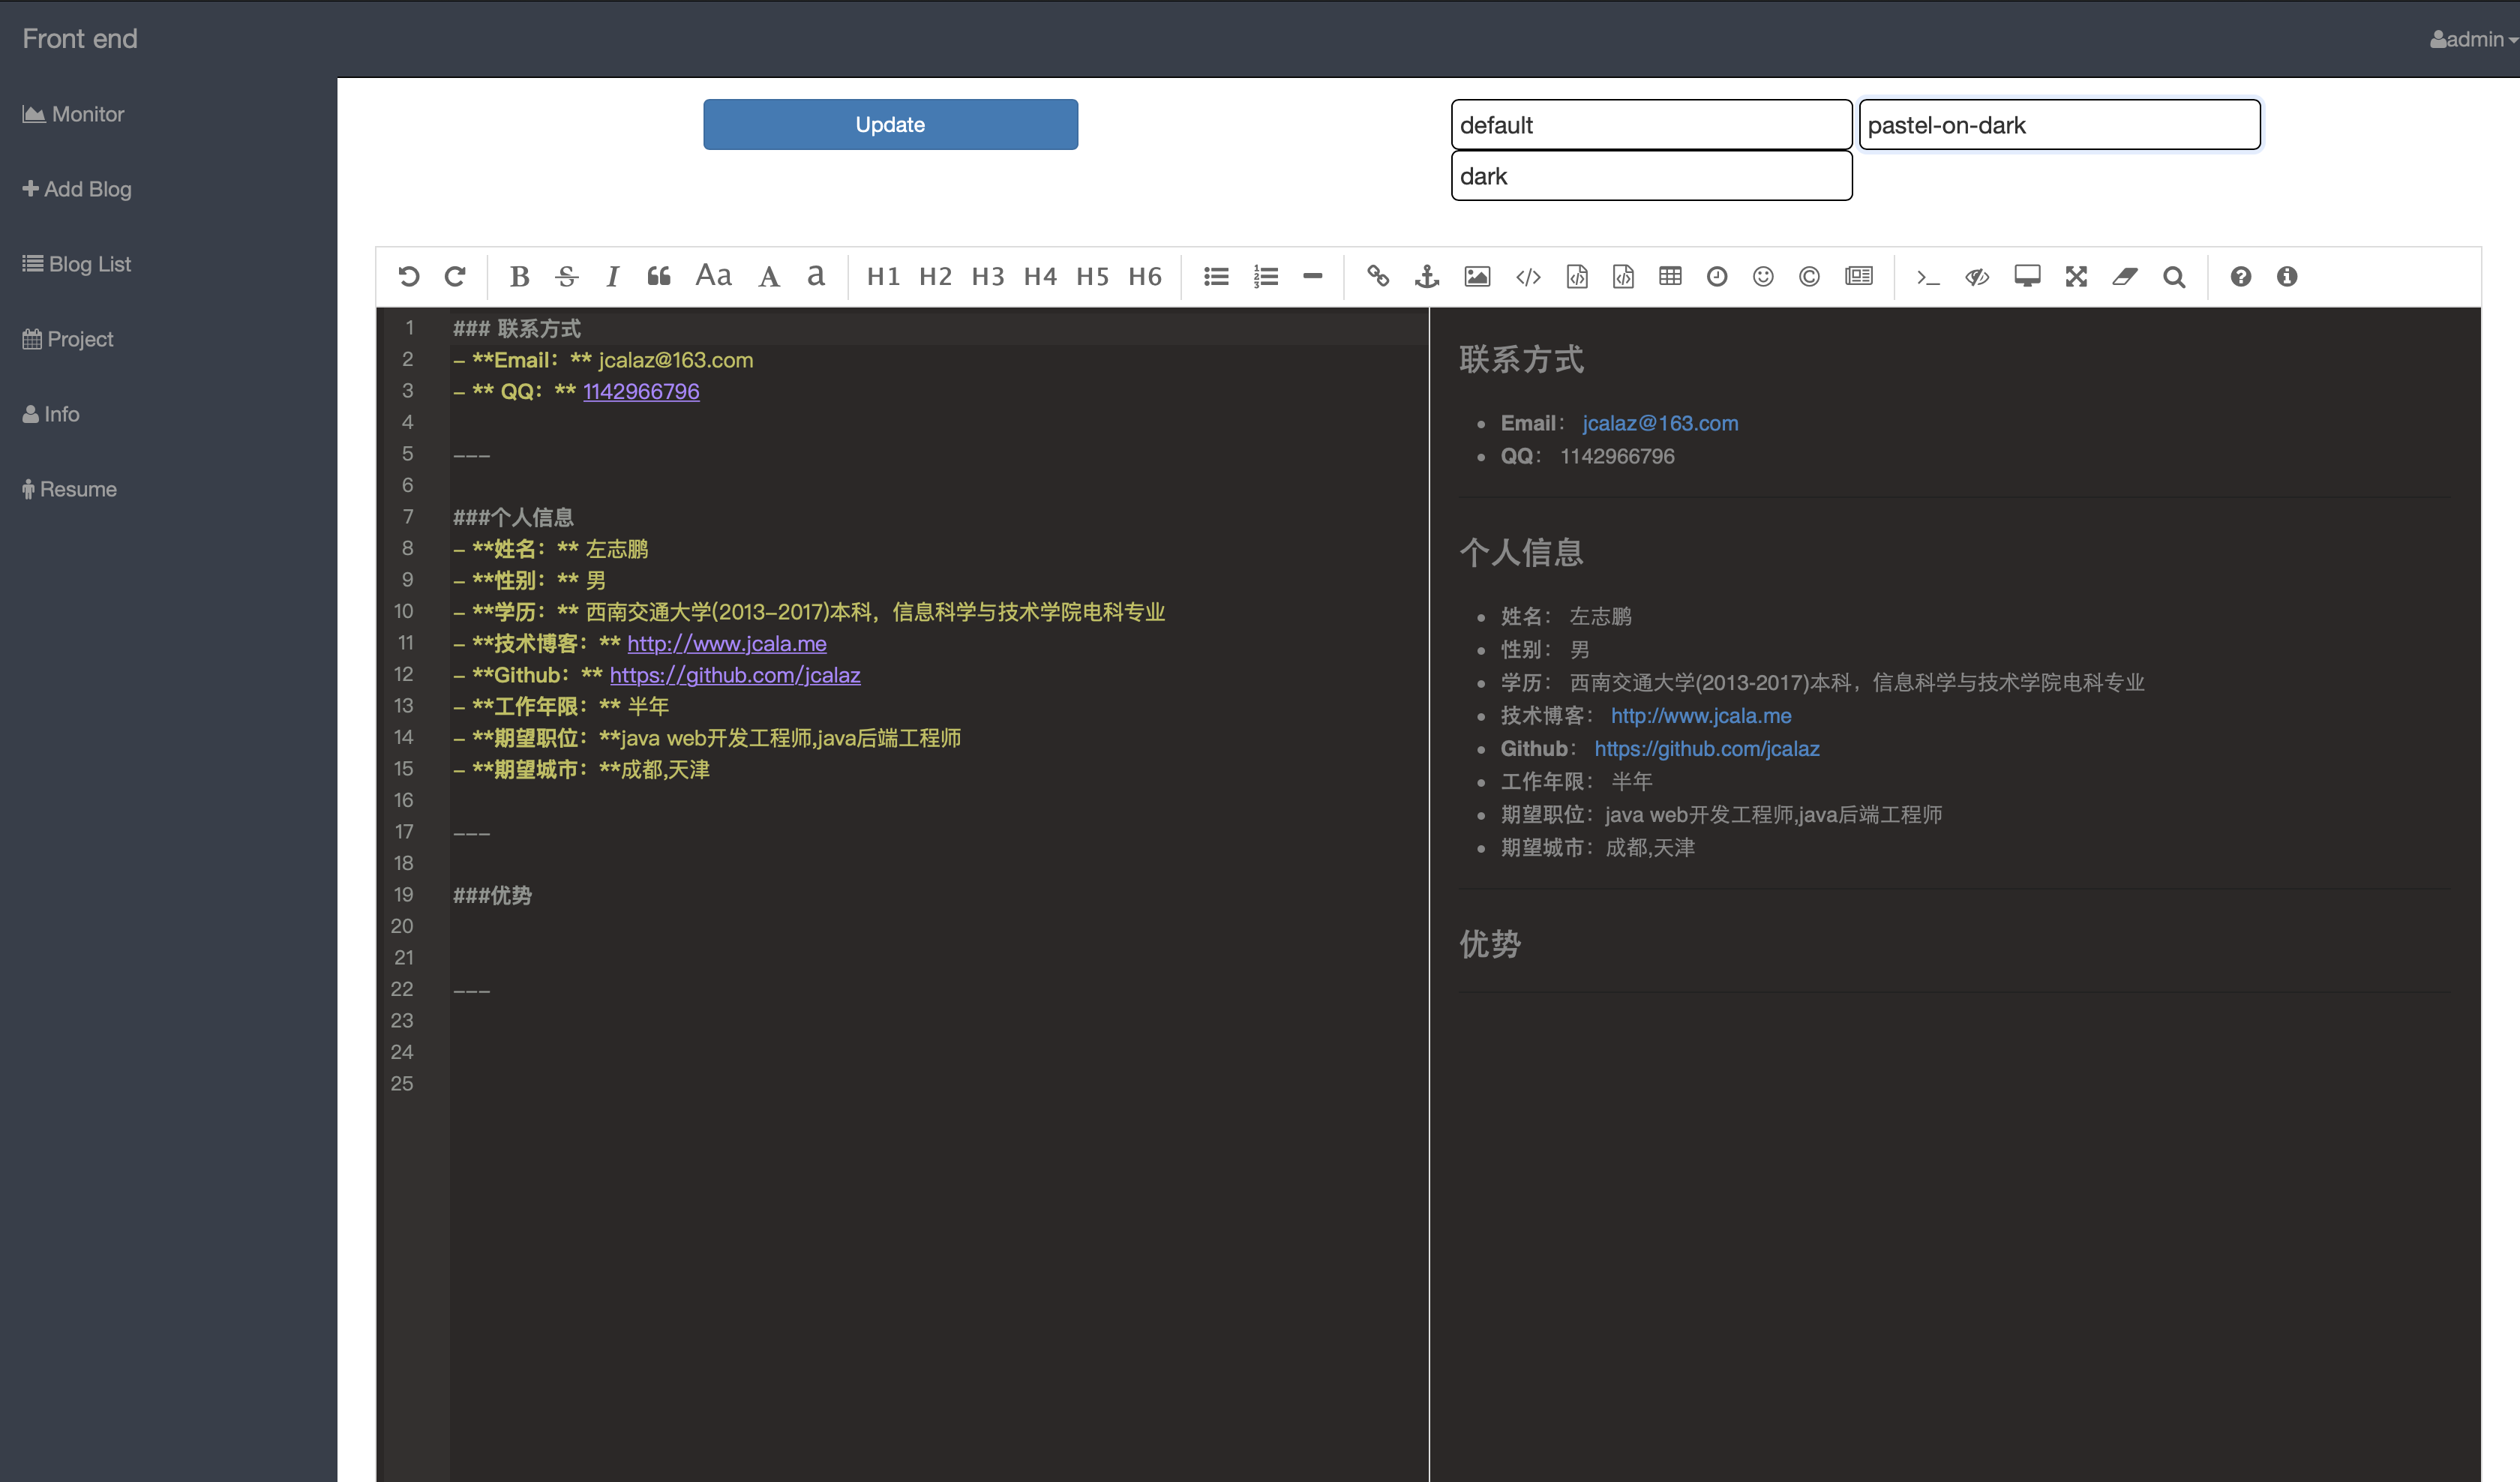 Front end
admin
Monitor
Add Blog
Blog List
Project
Info
Resume
Update
default
pastel-on-dark
dark
B S I Aa A a H1 H2 H3 H4 H5 H6
1 ### 联系方式
2 - **Email：** jcalaz@163.com
3 - ** QQ：** 1142966796
4
5 ---
6
7 ###个人信息
8 - **姓名：** 左志鹏
9 - **性别：** 男
10 - **学历：** 西南交通大学(2013-2017)本科，信息科学与技术学院电科专业
11 - **技术博客：** http://www.jcala.me
12 - **Github：** https://github.com/jcalaz
13 - **工作年限：** 半年
14 - **期望职位：**java web开发工程师,java后端工程师
15 - **期望城市：**成都,天津
16
17 ---
18
19 ###优势
20
21
22 ---
23
24
25
联系方式
Email： jcalaz@163.com
QQ： 1142966796
个人信息
姓名： 左志鹏
性别： 男
学历： 西南交通大学(2013-2017)本科，信息科学与技术学院电科专业
技术博客： http://www.jcala.me
Github： https://github.com/jcalaz
工作年限： 半年
期望职位：java web开发工程师,java后端工程师
期望城市：成都,天津
优势